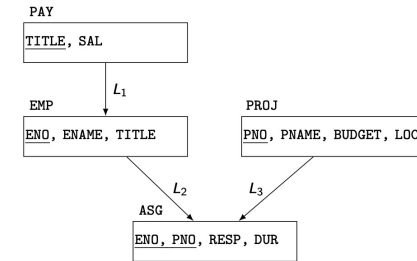 PAY
TITLE, SAL
L1
EMP
PROJ
ENO, ENAME, TITLE
PNO, PNAME, BUDGET, LOC
L2
L3
ASG
ENO, PNO, RESP, DUR